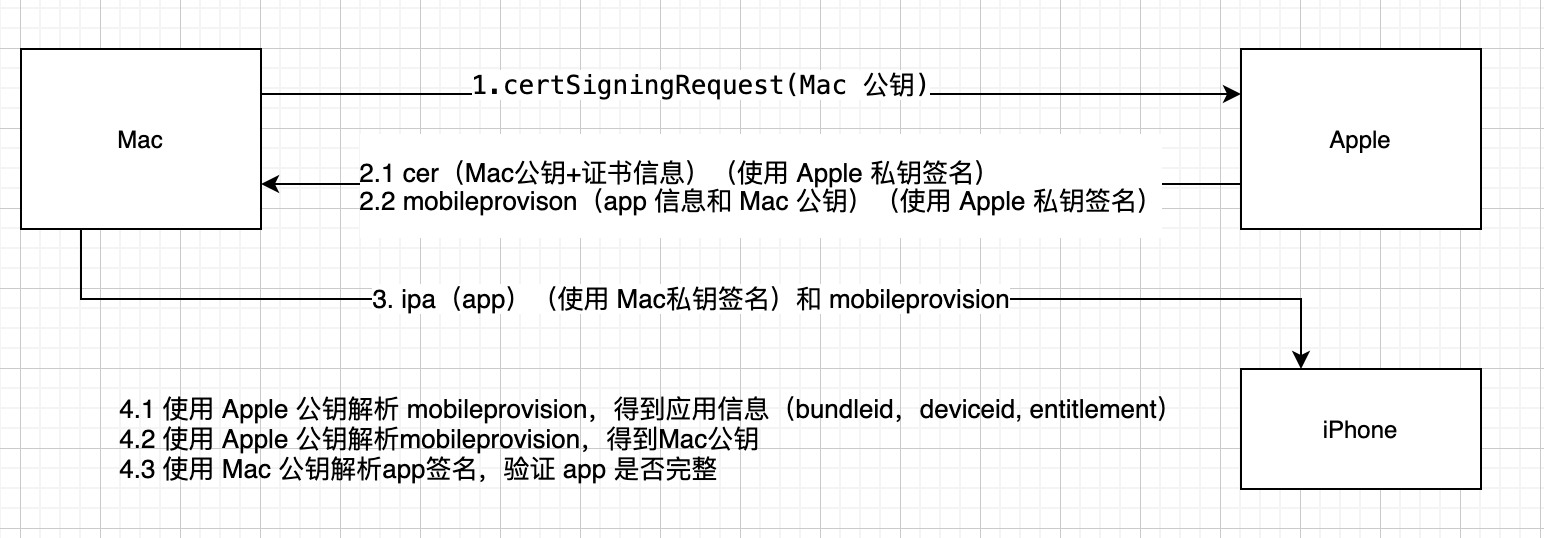 1.certSigningRequest(Mac 公钥)
Mac
Apple
2.1 cer（Mac公钥+证书信息）（使用 Apple 私钥签名）
2.2 mobileprovison（app 信息和 Mac 公钥）（使用 Apple 私钥签名）
3. ipa（app）（使用 Mac私钥签名）和 mobileprovision
4.1 使用 Apple 公钥解析 mobileprovision，得到应用信息（bundleid，deviceid, entitlement）
4.2 使用 Apple 公钥解析mobileprovision，得到Mac公钥
4.3 使用 Mac 公钥解析app签名，验证 app 是否完整
iPhone